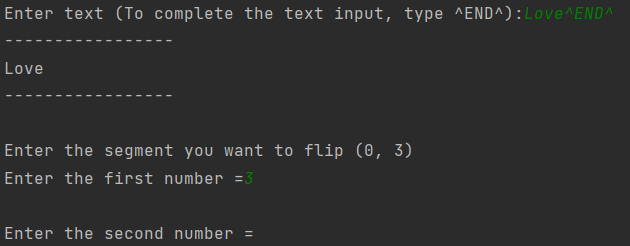 Enter text (To complete the text input, type ^END^):Love^END^
-----------------
Love
-----------------
Enter the segment you want to flip (0, 3)
Enter the first number =3
Enter the second number =